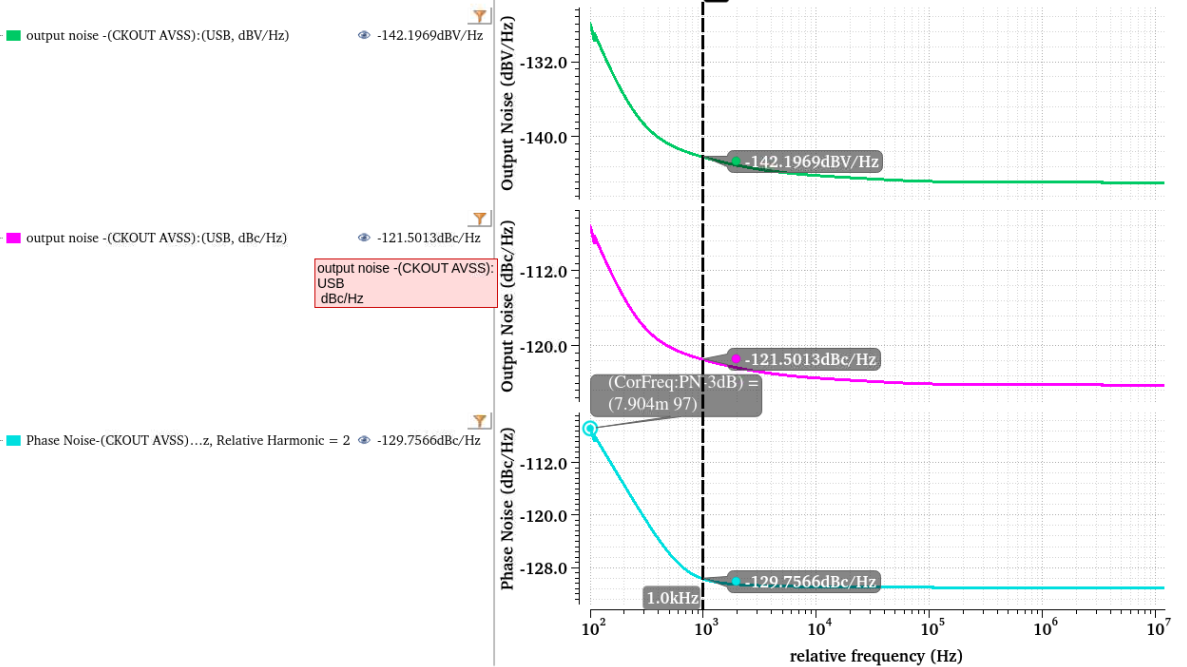 output noise -(CKOUT AVSS):(USB, dBV/Hz) -142.1969dBV/Hz
Output Noise (dBV/Hz)
-132.0
-140.0
-142.1969dBV/Hz
output noise -(CKOUT AVSS):(USB, dBc/Hz) -121.5013dBc/Hz
output noise -(CKOUT AVSS):
USB
dBc/Hz
Output Noise (dBc/Hz)
-112.0
-120.0
-121.5013dBc/Hz
(CorFreq:PN-3dB) =
(7.904m 97)
Phase Noise-(CKOUT AVSS)...z, Relative Harmonic = 2 -129.7566dBc/Hz
Phase Noise (dBc/Hz)
-112.0
-120.0
-128.0
-129.7566dBc/Hz
1.0kHz
10² 10³ 10⁴ 10⁵ 10⁶ 10⁷
relative frequency (Hz)